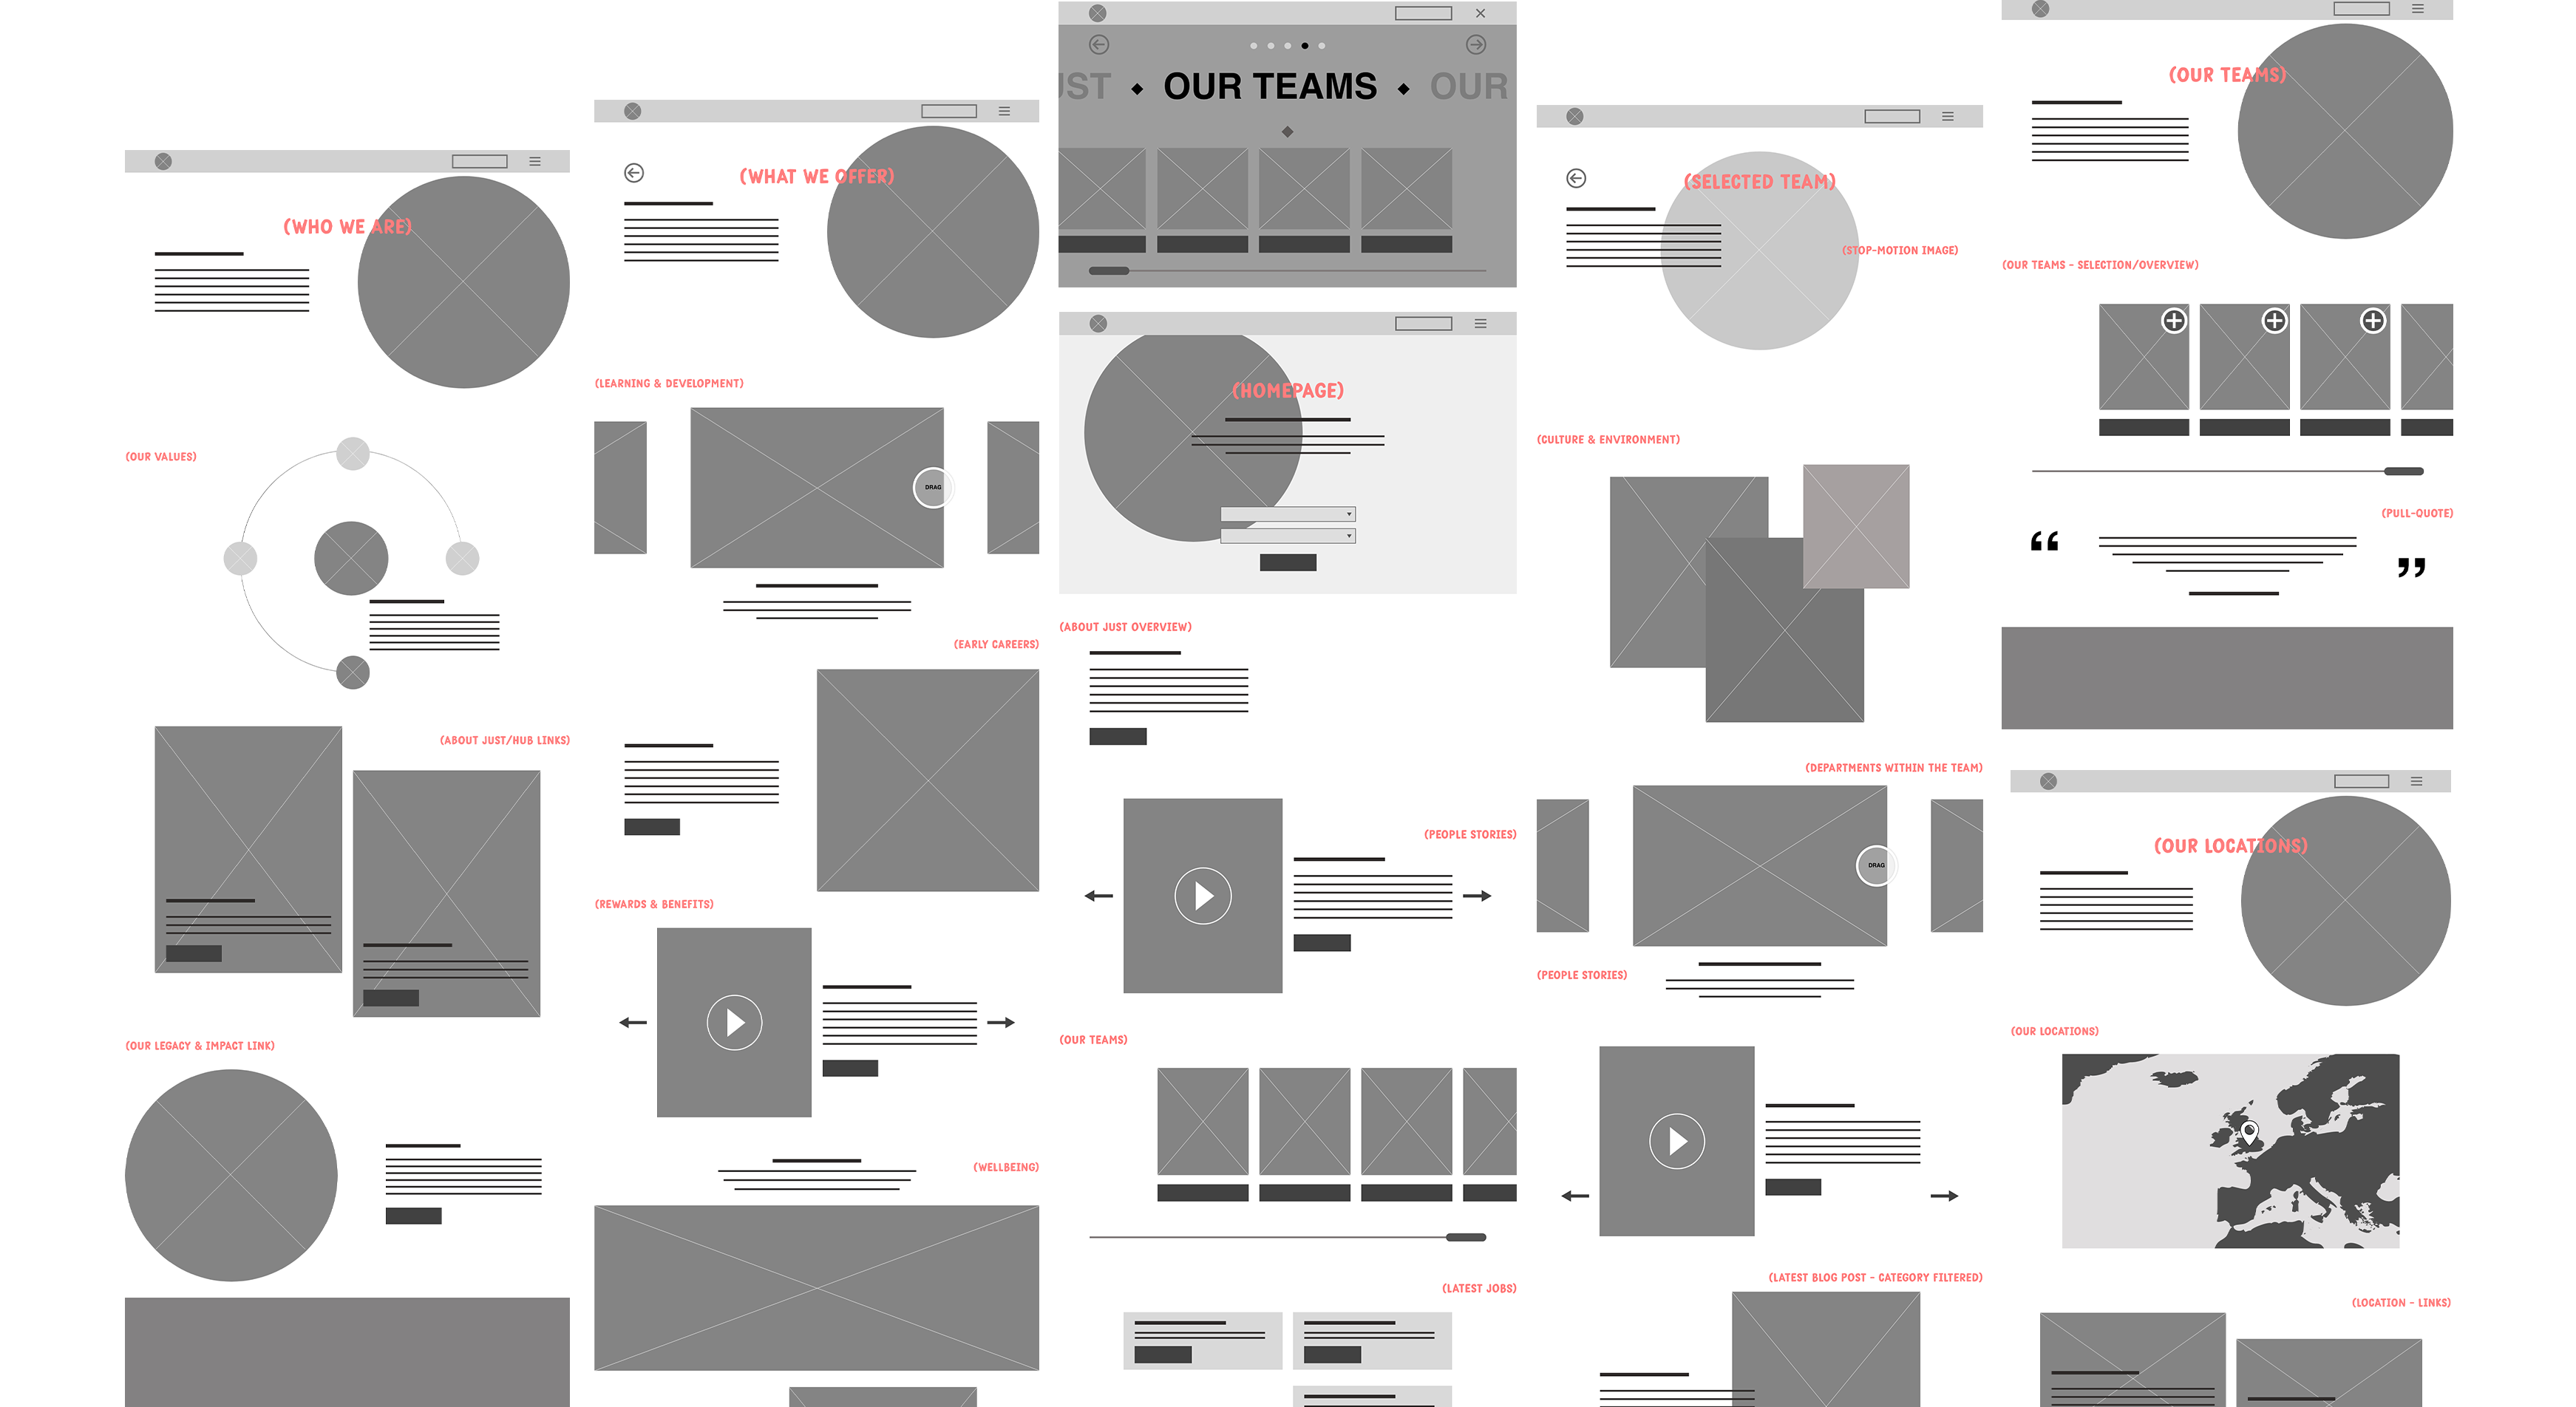 (WHO WE ARE)
(OUR VALUES)
(ABOUT JUST/HUB LINKS)
(OUR LEGACY & IMPACT LINK)
(WHAT WE OFFER)
(LEARNING & DEVELOPMENT)
DRAG
(EARLY CAREERS)
(REWARDS & BENEFITS)
(WELLBEING)
UST ◆ OUR TEAMS ◆ OUR
(HOMEPAGE)
(ABOUT JUST OVERVIEW)
(PEOPLE STORIES)
(OUR TEAMS)
(LATEST JOBS)
(SELECTED TEAM)
(STOP-MOTION IMAGE)
(CULTURE & ENVIRONMENT)
(DEPARTMENTS WITHIN THE TEAM)
DRAG
(PEOPLE STORIES)
(LATEST BLOG POST - CATEGORY FILTERED)
(OUR TEAMS)
(OUR TEAMS - SELECTION/OVERVIEW)
(PULL-QUOTE)
“
”
(OUR LOCATIONS)
(OUR LOCATIONS)
(LOCATION - LINKS)